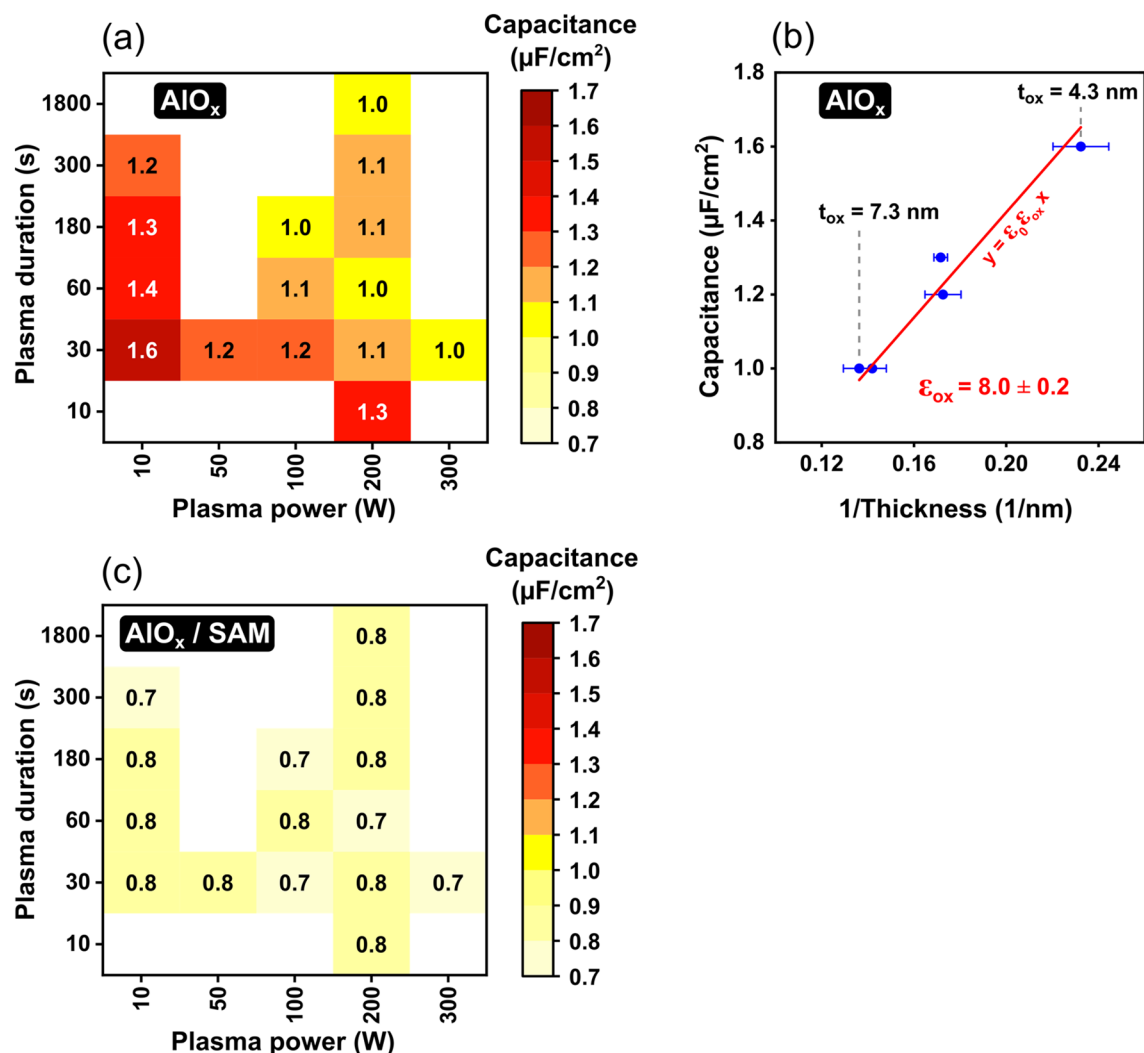 (a)
Capacitance
(µF/cm²)
AlOₓ
Plasma duration (s)
1800 1.0
300 1.2 1.1
180 1.3 1.0 1.1
60 1.4 1.1 1.0
30 1.6 1.2 1.2 1.1 1.0
10 1.3
10 50 100 200 300
Plasma power (W)
1.7
1.6
1.5
1.4
1.3
1.2
1.1
1.0
0.9
0.8
0.7
(b)
AlOₓ
Capacitance (µF/cm²)
1.8
1.6
1.4
1.2
1.0
0.8
tₒₓ = 4.3 nm
tₒₓ = 7.3 nm
y = ε₀εₒₓx
εₒₓ = 8.0 ± 0.2
0.12 0.16 0.20 0.24
1/Thickness (1/nm)
(c)
Capacitance
(µF/cm²)
AlOₓ / SAM
Plasma duration (s)
1800 0.8
300 0.7 0.8
180 0.8 0.7 0.8
60 0.8 0.8 0.7
30 0.8 0.8 0.7 0.8 0.7
10 0.8
10 50 100 200 300
Plasma power (W)
1.7
1.6
1.5
1.4
1.3
1.2
1.1
1.0
0.9
0.8
0.7